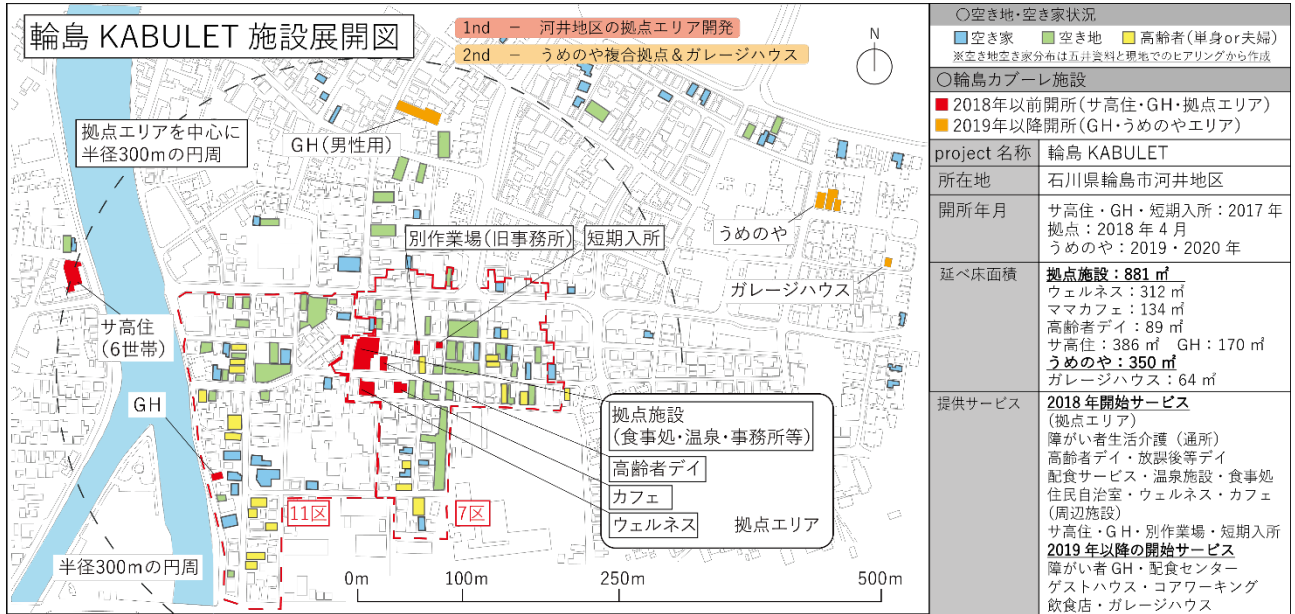 輪島 KABULET 施設展開図
1nd － 河井地区の拠点エリア開発
2nd － うめのや複合拠点＆ガレージハウス
N
拠点エリアを中心に
半径300mの円周
GH(男性用)
うめのや
別作業場(旧事務所)
短期入所
ガレージハウス
サ高住
(6世帯)
GH
拠点施設
(食事処・温泉・事務所等)
高齢者デイ
カフェ
ウェルネス
拠点エリア
11区
7区
半径300mの円周
0m
100m
250m
500m
○空き地・空き家状況
空き家
空き地
高齢者(単身or夫婦)
※空き地空き家分布は五井資料と現地でのヒアリングから作成
○輪島カブーレ施設
2018年以前開所(サ高住・GH・拠点エリア)
2019年以降開所(GH・うめのやエリア)
project 名称
輪島 KABULET
所在地
石川県輪島市河井地区
開所年月
サ高住・GH・短期入所：2017 年
拠点：2018 年 4 月
うめのや：2019・2020 年
延べ床面積
拠点施設：881 ㎡
ウェルネス：312 ㎡
ママカフェ：134 ㎡
高齢者デイ：89 ㎡
サ高住：386 ㎡ GH：170 ㎡
うめのや：350 ㎡
ガレージハウス：64 ㎡
提供サービス
2018 年開始サービス
(拠点エリア)
障がい者生活介護（通所）
高齢者デイ・放課後等デイ
配食サービス・温泉施設・食事処
住民自治室・ウェルネス・カフェ
(周辺施設)
サ高住・GH・別作業場・短期入所
2019 年以降の開始サービス
障がい者 GH・配食センター
ゲストハウス・コアワーキング
飲食店・ガレージハウス